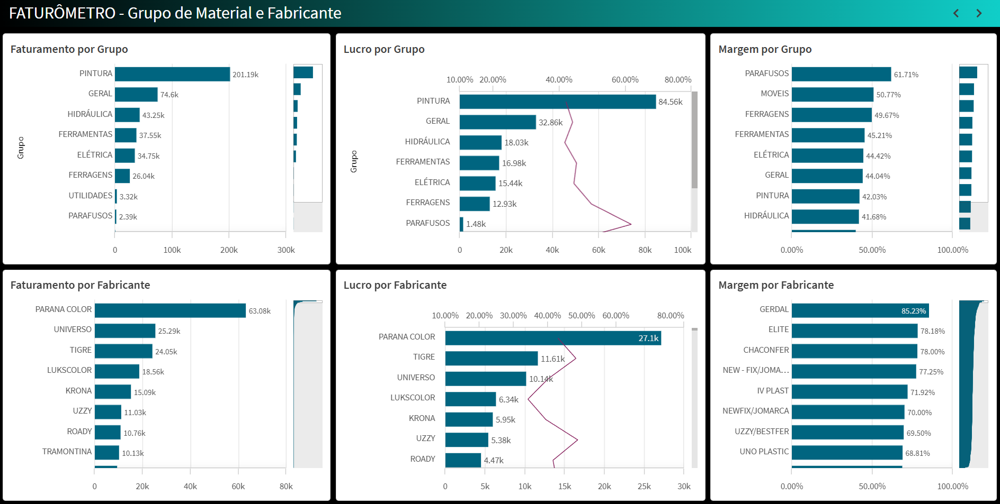 FATURÔMETRO - Grupo de Material e Fabricante
Faturamento por Grupo
Grupo
PINTURA 201.19k
GERAL 74.6k
HIDRÁULICA 43.25k
FERRAMENTAS 37.55k
ELÉTRICA 34.75k
FERRAGENS 26.04k
UTILIDADES 3.32k
PARAFUSOS 2.39k
0 100k 200k 300k
Lucro por Grupo
10.00% 20.00% 40.00% 60.00% 80.00%
Grupo
PINTURA 84.56k
GERAL 32.86k
HIDRÁULICA 18.03k
FERRAMENTAS 16.98k
ELÉTRICA 15.44k
FERRAGENS 12.93k
PARAFUSOS 1.48k
0 20k 40k 60k 80k 100k
Margem por Grupo
PARAFUSOS 61.71%
MOVEIS 50.77%
FERRAGENS 49.67%
FERRAMENTAS 45.21%
ELÉTRICA 44.42%
GERAL 44.04%
PINTURA 42.03%
HIDRÁULICA 41.68%
0.00% 50.00% 100.00%
Faturamento por Fabricante
PARANA COLOR 63.08k
UNIVERSO 25.29k
TIGRE 24.05k
LUKSCOLOR 18.56k
KRONA 15.09k
UZZY 11.03k
ROADY 10.76k
TRAMONTINA 10.13k
0 20k 40k 60k 80k
Lucro por Fabricante
10.00% 20.00% 30.00% 40.00% 50.00% 60.00% 80.00%
PARANA COLOR 27.1k
TIGRE 11.61k
UNIVERSO 10.14k
LUKSCOLOR 6.34k
KRONA 5.95k
UZZY 5.38k
ROADY 4.47k
0 5k 10k 15k 20k 25k 30k
Margem por Fabricante
GERDAL 85.23%
ELITE 78.18%
CHACONFER 78.00%
NEW - FIX/JOMA... 77.25%
IV PLAST 71.92%
NEWFIX/JOMARCA 70.00%
UZZY/BESTFER 69.50%
UNO PLASTIC 68.81%
0.00% 50.00% 100.00%